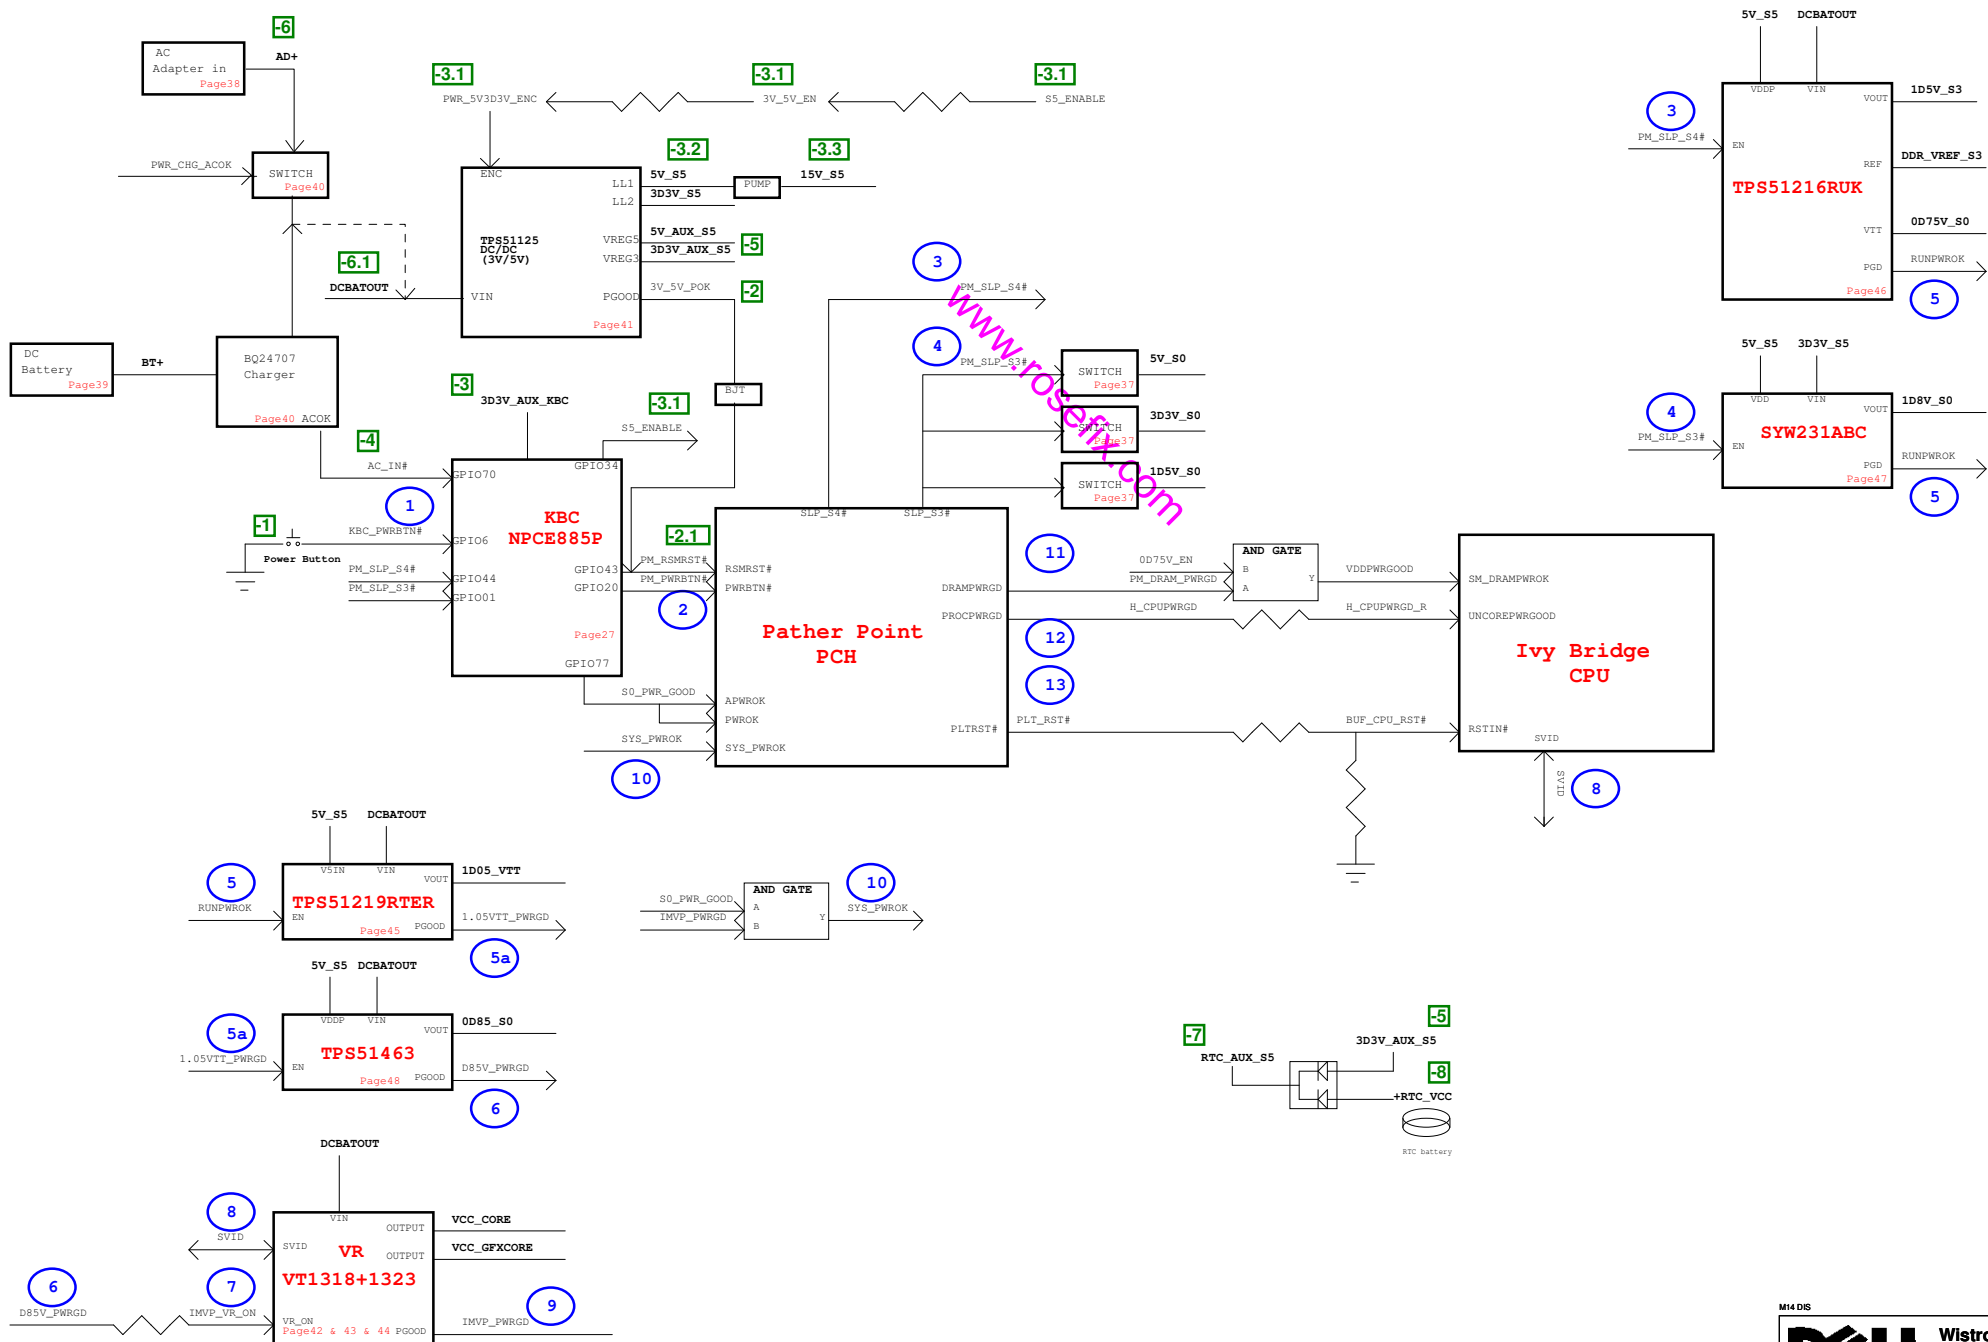 -6
AC
Adapter in
Page38
AD+
PWR_CHG_ACOK
SWITCH
Page40
-3.1
-3.1
-3.1
PWR_5V3D3V_ENC
3V_5V_EN
S5_ENABLE
-3.2
-3.3
ENC
LL1
LL2
5V_S5
3D3V_S5
PUMP
15V_S5
TPS51125
DC/DC
(3V/5V)
VREG5
VREG3
5V_AUX_S5
3D3V_AUX_S5
-5
-6.1
DCBATOUT
VIN
PGOOD
3V_5V_POK
-2
Page41
DC
Battery
Page39
BT+
BQ24707
Charger
Page40 ACOK
-4
AC_IN#
-3
3D3V_AUX_KBC
-3.1
S5_ENABLE
BJT
GPIO34
GPIO70
1
KBC
NPCE885P
-1
KBC_PWRBTN#
GPIO6
Power Button
PM_SLP_S4#
PM_SLP_S3#
GPIO44
GPIO01
GPIO43
GPIO20
-2.1
PM_RSMRST#
PM_PWRBTN#
2
Page27
GPIO77
S0_PWR_GOOD
SYS_PWROK
10
3
PM_SLP_S4#
4
PM_SLP_S3#
SWITCH
Page37
5V_S0
SWITCH
Page37
3D3V_S0
SWITCH
Page37
1D5V_S0
www.rosefix.com
SLP_S4#
SLP_S3#
RSMRST#
PWRBTN#
DRAMPWRGD
PROCPWRGD
Pather Point
PCH
APWROK
PWROK
SYS_PWROK
PLTRST#
11
12
13
0D75V_EN
PM_DRAM_PWRGD
AND GATE
B
A
Y
VDDPWRGOOD
H_CPUPWRGD
H_CPUPWRGD_R
PLT_RST#
BUF_CPU_RST#
SM_DRAMPWROK
UNCOREPWRGOOD
Ivy Bridge
CPU
RSTIN#
SVID
SVID
8
5V_S5
DCBATOUT
VDDP
VIN
VOUT
1D5V_S3
3
PM_SLP_S4#
EN
REF
DDR_VREF_S3
TPS51216RUK
VTT
0D75V_S0
PGD
RUNPWROK
Page46
5
5V_S5
3D3V_S5
VDD
VIN
VOUT
1D8V_S0
4
PM_SLP_S3#
EN
SYW231ABC
PGD
RUNPWROK
Page47
5
5V_S5
DCBATOUT
V5IN
VIN
VOUT
1D05_VTT
5
RUNPWROK
TPS51219RTER
EN
Page45
PGOOD
1.05VTT_PWRGD
5a
S0_PWR_GOOD
IMVP_PWRGD
AND GATE
A
B
Y
10
SYS_PWROK
5V_S5
DCBATOUT
VDDP
VIN
VOUT
0D85_S0
5a
1.05VTT_PWRGD
TPS51463
EN
Page48
PGOOD
D85V_PWRGD
6
-7
RTC_AUX_S5
-5
3D3V_AUX_S5
-8
+RTC_VCC
RTC battery
DCBATOUT
VIN
8
SVID
SVID
OUTPUT
VCC_CORE
OUTPUT
VCC_GFXCORE
VR
VT1318+1323
6
D85V_PWRGD
7
IMVP_VR_ON
VR_ON
Page42 & 43 & 44
PGOOD
IMVP_PWRGD
9
M14 DIS
DELL
Wistro